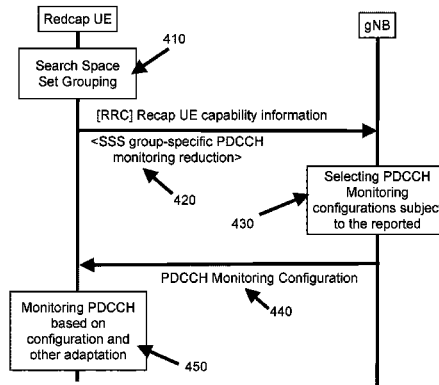 Redcap UE
gNB
410
Search Space
Set Grouping
[RRC] Recap UE capability information
<SSS group-specific PDCCH
monitoring reduction>
420
430
Selecting PDCCH
Monitoring
configurations subject
to the reported
PDCCH Monitoring Configuration
440
Monitoring PDCCH
based on
configuration and
other adaptation
450